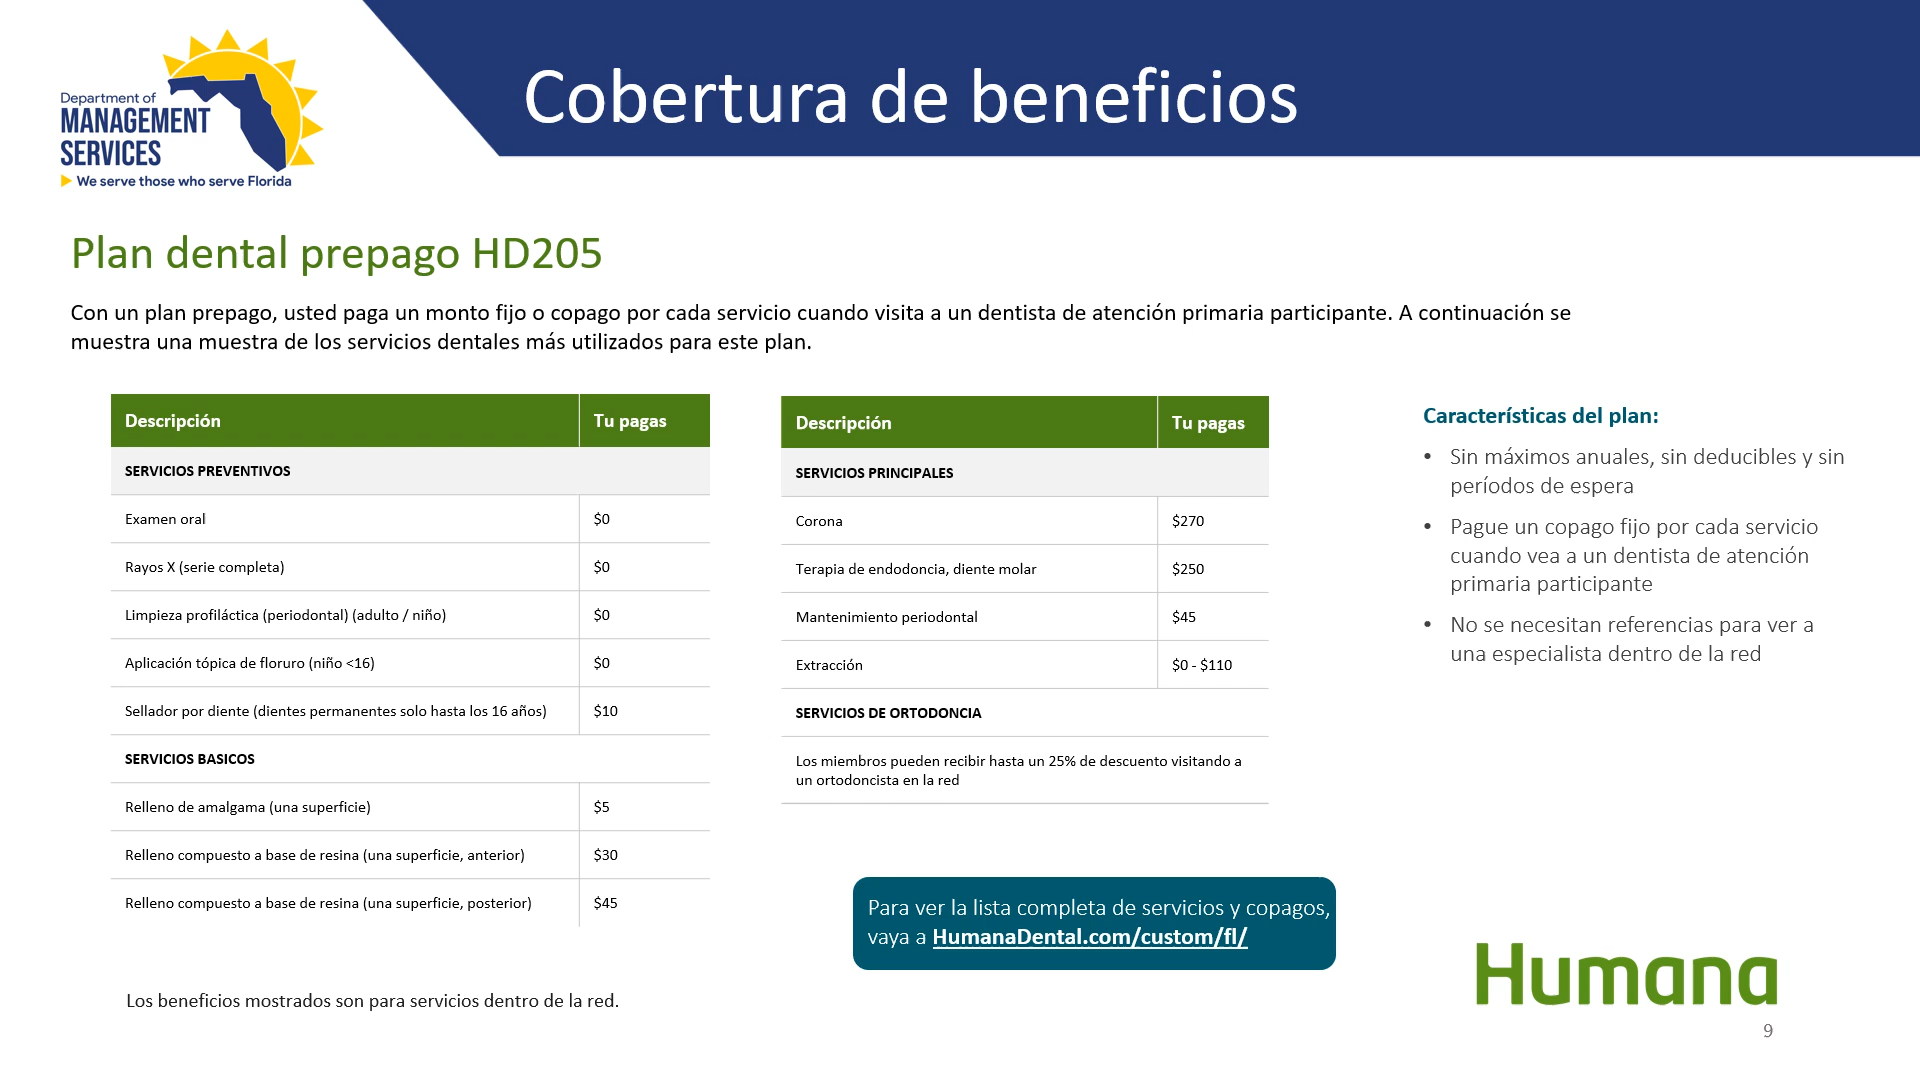 Department of
MANAGEMENT
SERVICES
We serve those who serve Florida
Cobertura de beneficios
Plan dental prepago HD205
Con un plan prepago, usted paga un monto fijo o copago por cada servicio cuando visita a un dentista de atención primaria participante. A continuación se
muestra una muestra de los servicios dentales más utilizados para este plan.
Descripción Tu pagas
SERVICIOS PREVENTIVOS
Examen oral $0
Rayos X (serie completa) $0
Limpieza profiláctica (periodontal) (adulto / niño) $0
Aplicación tópica de floruro (niño <16) $0
Sellador por diente (dientes permanentes solo hasta los 16 años) $10
SERVICIOS BASICOS
Relleno de amalgama (una superficie) $5
Relleno compuesto a base de resina (una superficie, anterior) $30
Relleno compuesto a base de resina (una superficie, posterior) $45
Los beneficios mostrados son para servicios dentro de la red.
Descripción Tu pagas
SERVICIOS PRINCIPALES
Corona $270
Terapia de endodoncia, diente molar $250
Mantenimiento periodontal $45
Extracción $0 - $110
SERVICIOS DE ORTODONCIA
Los miembros pueden recibir hasta un 25% de descuento visitando a
un ortodoncista en la red
Para ver la lista completa de servicios y copagos,
vaya a HumanaDental.com/custom/fl/
Características del plan:
• Sin máximos anuales, sin deducibles y sin
períodos de espera
• Pague un copago fijo por cada servicio
cuando vea a un dentista de atención
primaria participante
• No se necesitan referencias para ver a
una especialista dentro de la red
Humana
9